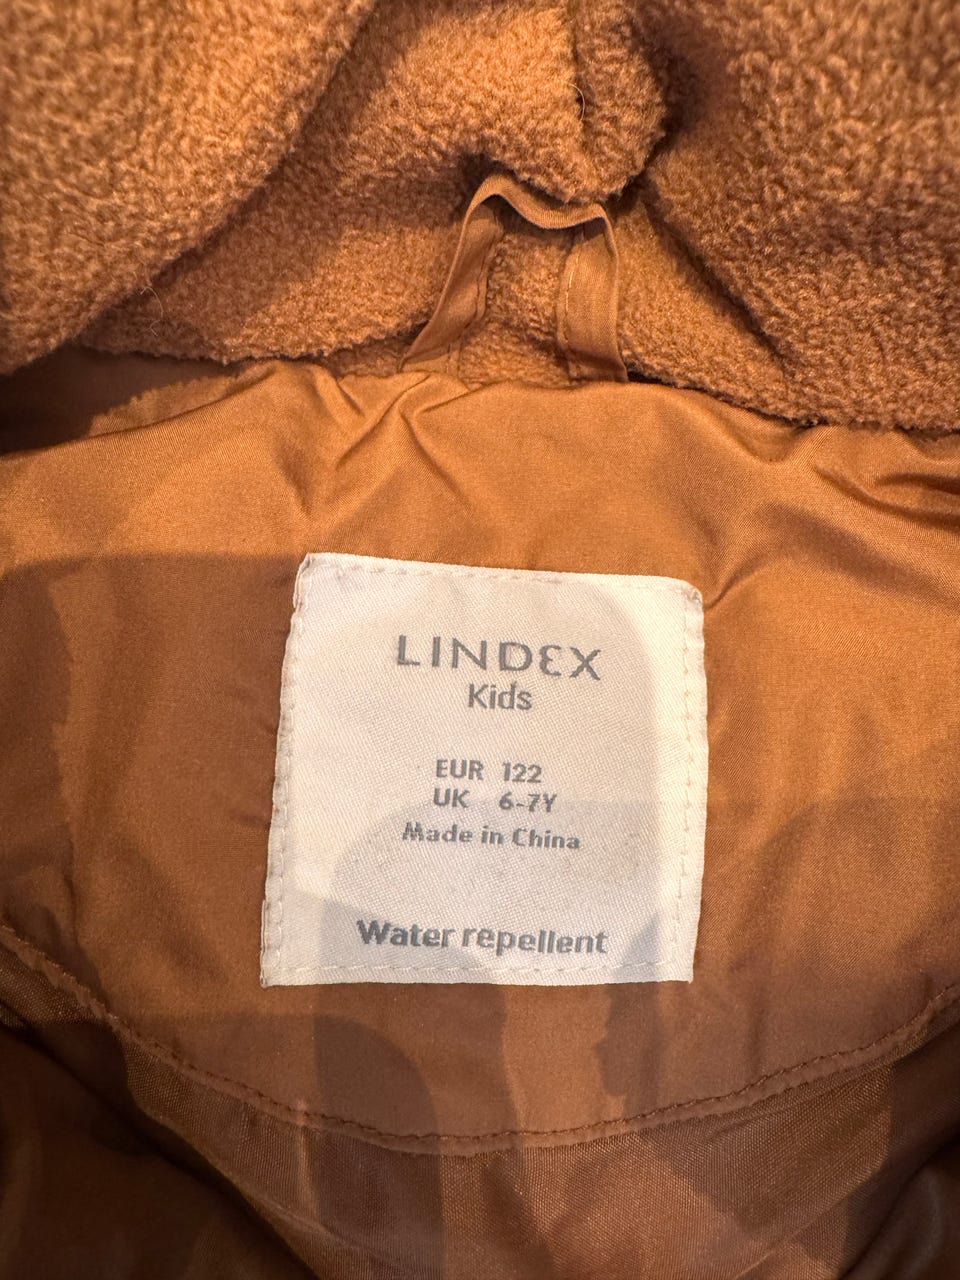 LINDEX
Kids
EUR 122
UK 6-7Y
Made in China
Water repellent